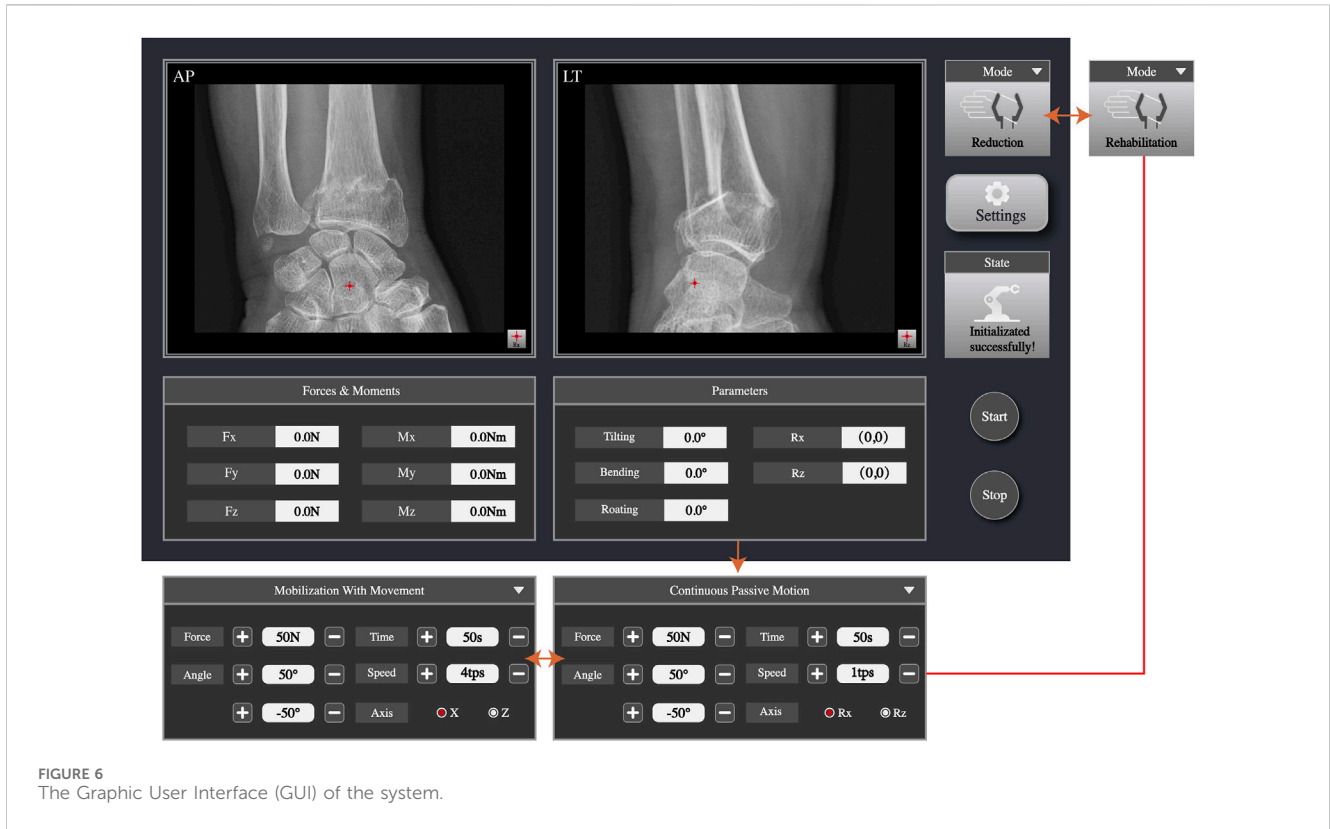 AP
LT
Mode
Reduction
Mode
Rehabilitation
Settings
State
Initializated
successfully!
Rx
Rz
Forces & Moments
Fx 0.0N Mx 0.0Nm
Fy 0.0N My 0.0Nm
Fz 0.0N Mz 0.0Nm
Parameters
Tilting 0.0° Rx (0,0)
Bending 0.0° Rz (0,0)
Roating 0.0°
Start
Stop
Mobilization With Movement
Force + 50N − Time + 50s −
Angle + 50° − Speed + 4tps −
+ -50° − Axis X Z
Continuous Passive Motion
Force + 50N − Time + 50s −
Angle + 50° − Speed + 1tps −
+ -50° − Axis Rx Rz
FIGURE 6
The Graphic User Interface (GUI) of the system.